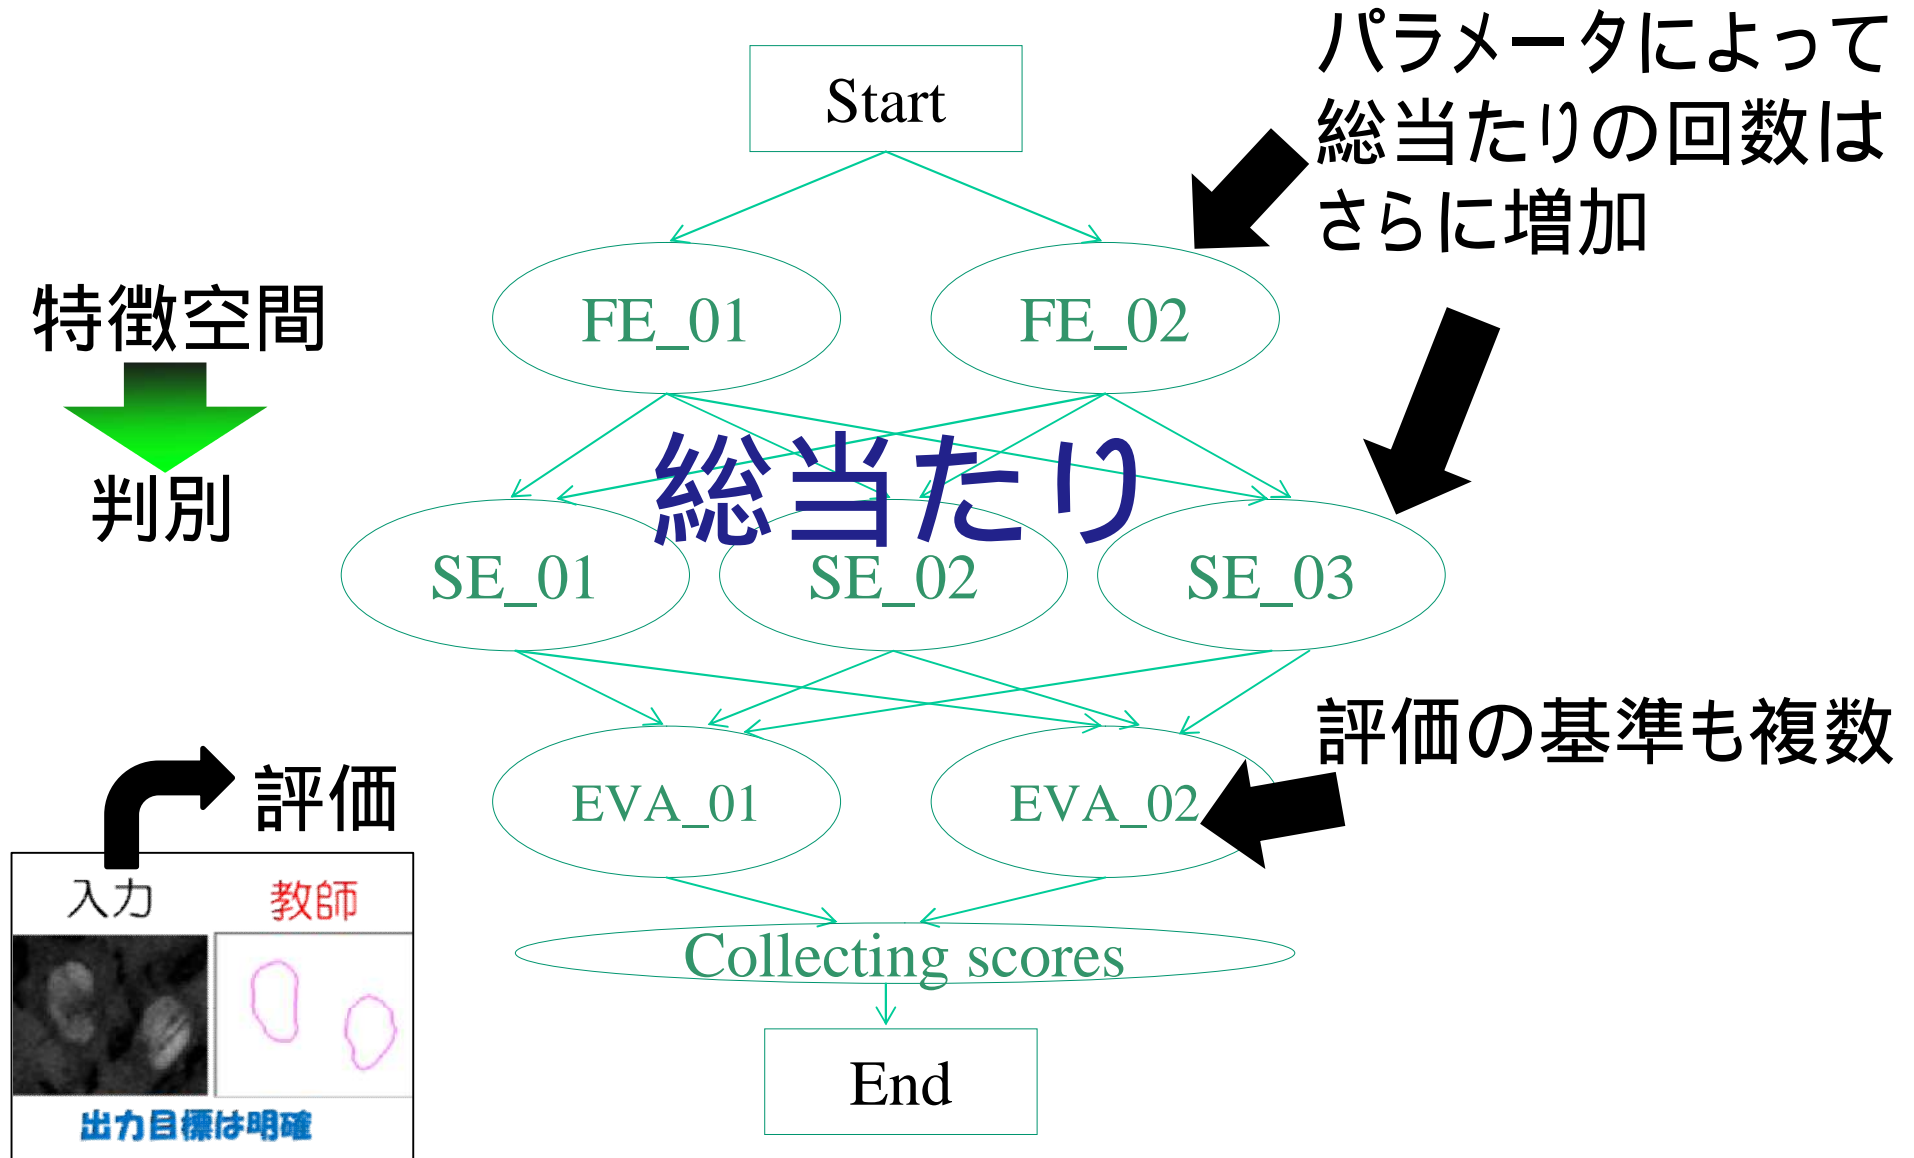 Start
パラメータによって
総当たりの回数は
さらに増加
FE_01
FE_02
特徴空間
判別
総当たり
SE_01
SE_02
SE_03
評価の基準も複数
評価
EVA_01
EVA_02
入力
教師
Collecting scores
出力目標は明確
End